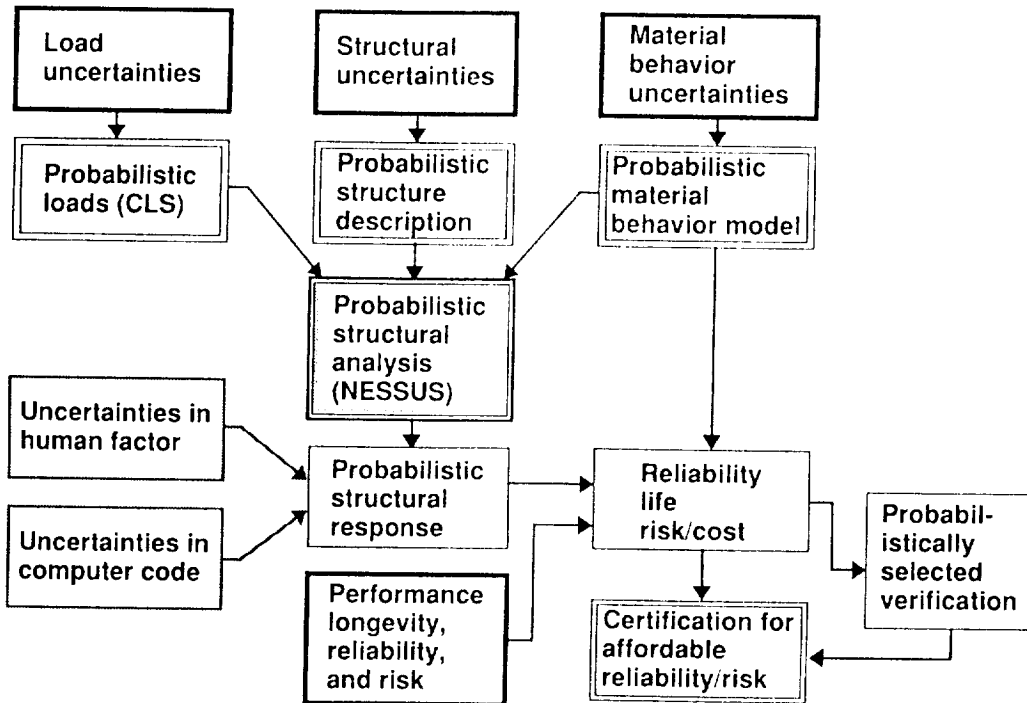 Load
uncertainties
Structural
uncertainties
Material
behavior
uncertainties
Probabilistic
loads (CLS)
Probabilistic
structure
description
Probabilistic
material
behavior model
Probabilistic
structural
analysis
(NESSUS)
Uncertainties in
human factor
Uncertainties in
computer code
Probabilistic
structural
response
Reliability
life
risk/cost
Probabil-
istically
selected
verification
Performance
longevity,
reliability,
and risk
Certification for
affordable
reliability/risk